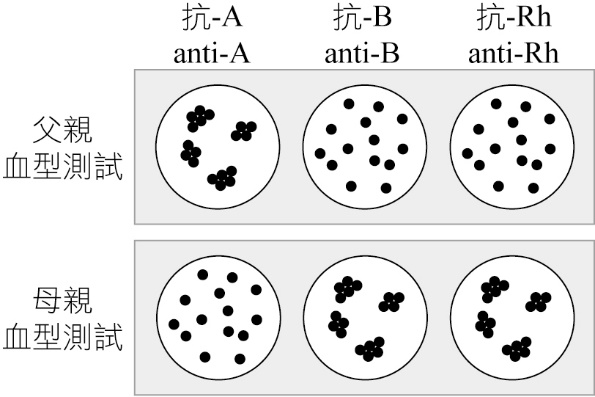 抗-A 抗-B 抗-Rh
anti-A anti-B anti-Rh
父親
血型測試
母親
血型測試